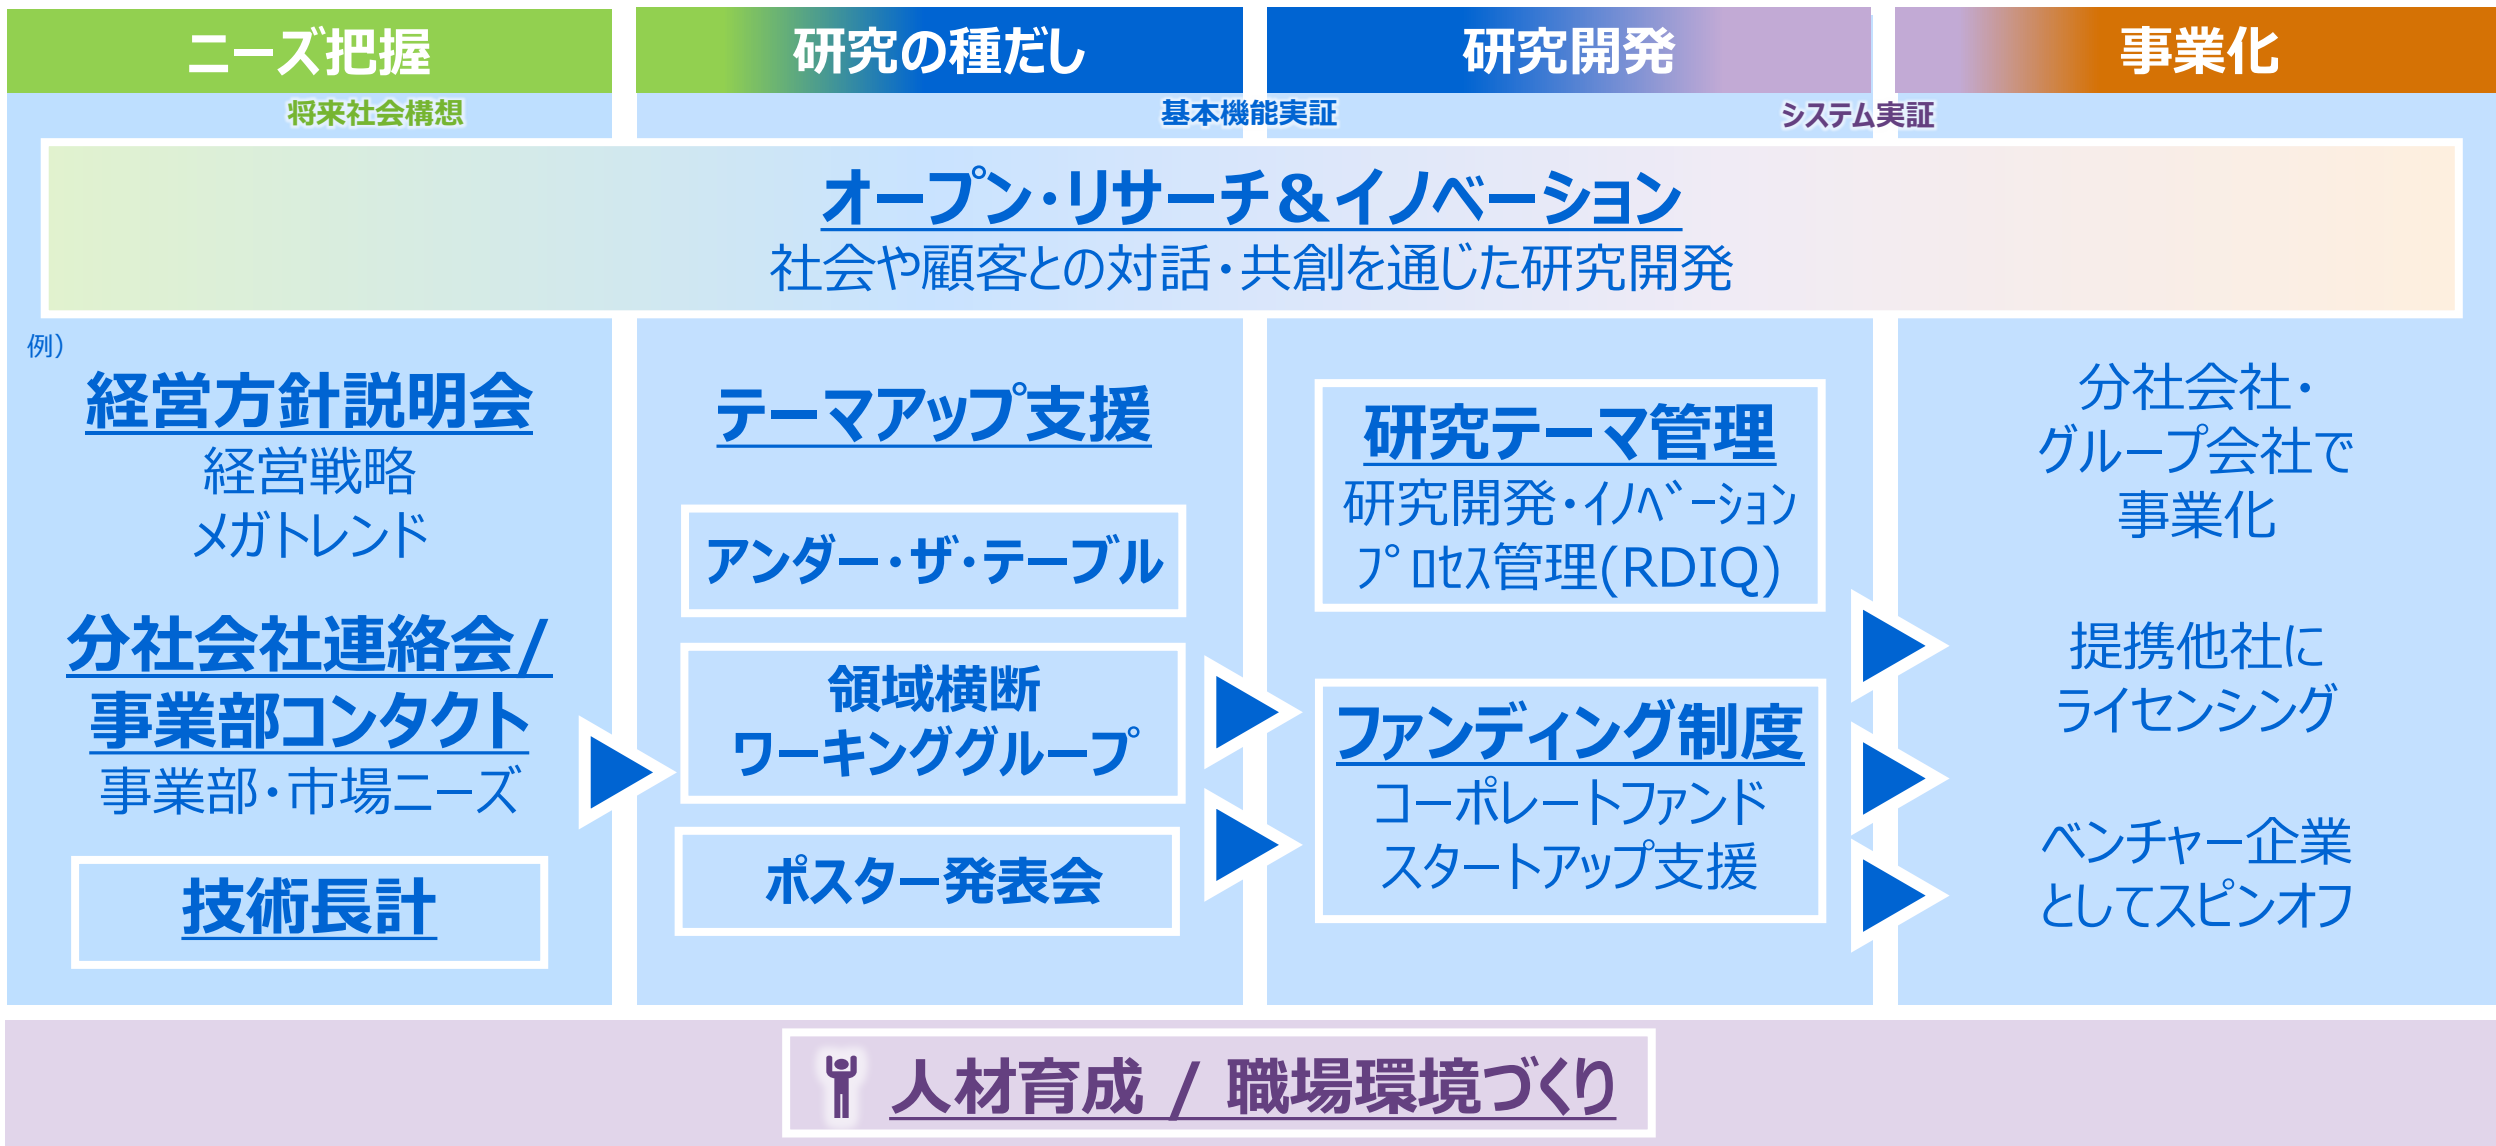 ニーズ把握
研究の種だし
研究開発
事業化
将来社会構想
基本機能実証
システム実証
オープン・リサーチ＆イノベーション
社会や顧客との対話・共創を通じた研究開発
例）
経営方針説明会
経営戦略
メガトレンド
分社会社連絡会/
事業部コンタクト
事業部・市場ニーズ
技術長計
テーマアップ支援
アンダー・ザ・テーブル
領域横断
ワーキンググループ
ポスター発表会
研究テーマ管理
研究開発・イノベーション
プロセス管理(RDIQ)
ファンディング制度
コーポレートファンド
スタートアップ支援
分社会社・
グループ会社で
事業化
提携他社に
ライセンシング
ベンチャー企業
としてスピンオフ
人材育成 / 職場環境づくり